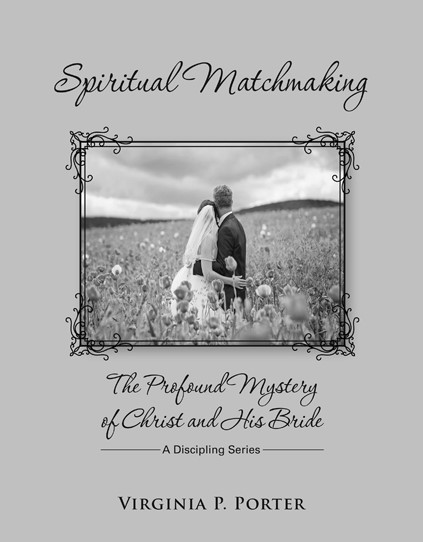 Spiritual Matchmaking
The Profound Mystery
of Christ and His Bride
A Discipling Series
VIRGINIA P. PORTER